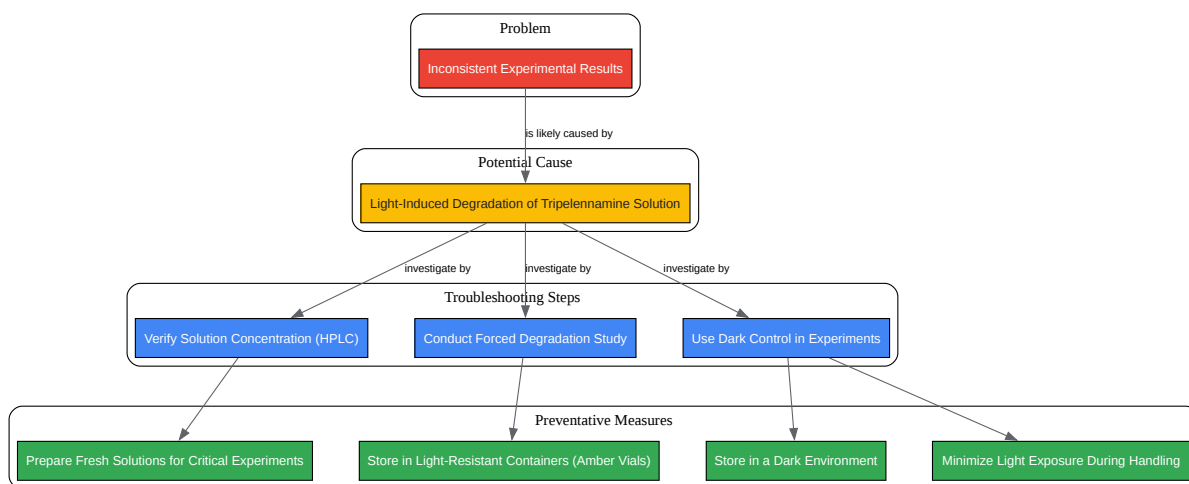 Problem
Inconsistent Experimental Results
is likely caused by
Potential Cause
Light-Induced Degradation of Tripelennamine Solution
investigate by
investigate by
investigate by
Troubleshooting Steps
Verify Solution Concentration (HPLC)
Conduct Forced Degradation Study
Use Dark Control in Experiments
Preventative Measures
Prepare Fresh Solutions for Critical Experiments
Store in Light-Resistant Containers (Amber Vials)
Store in a Dark Environment
Minimize Light Exposure During Handling